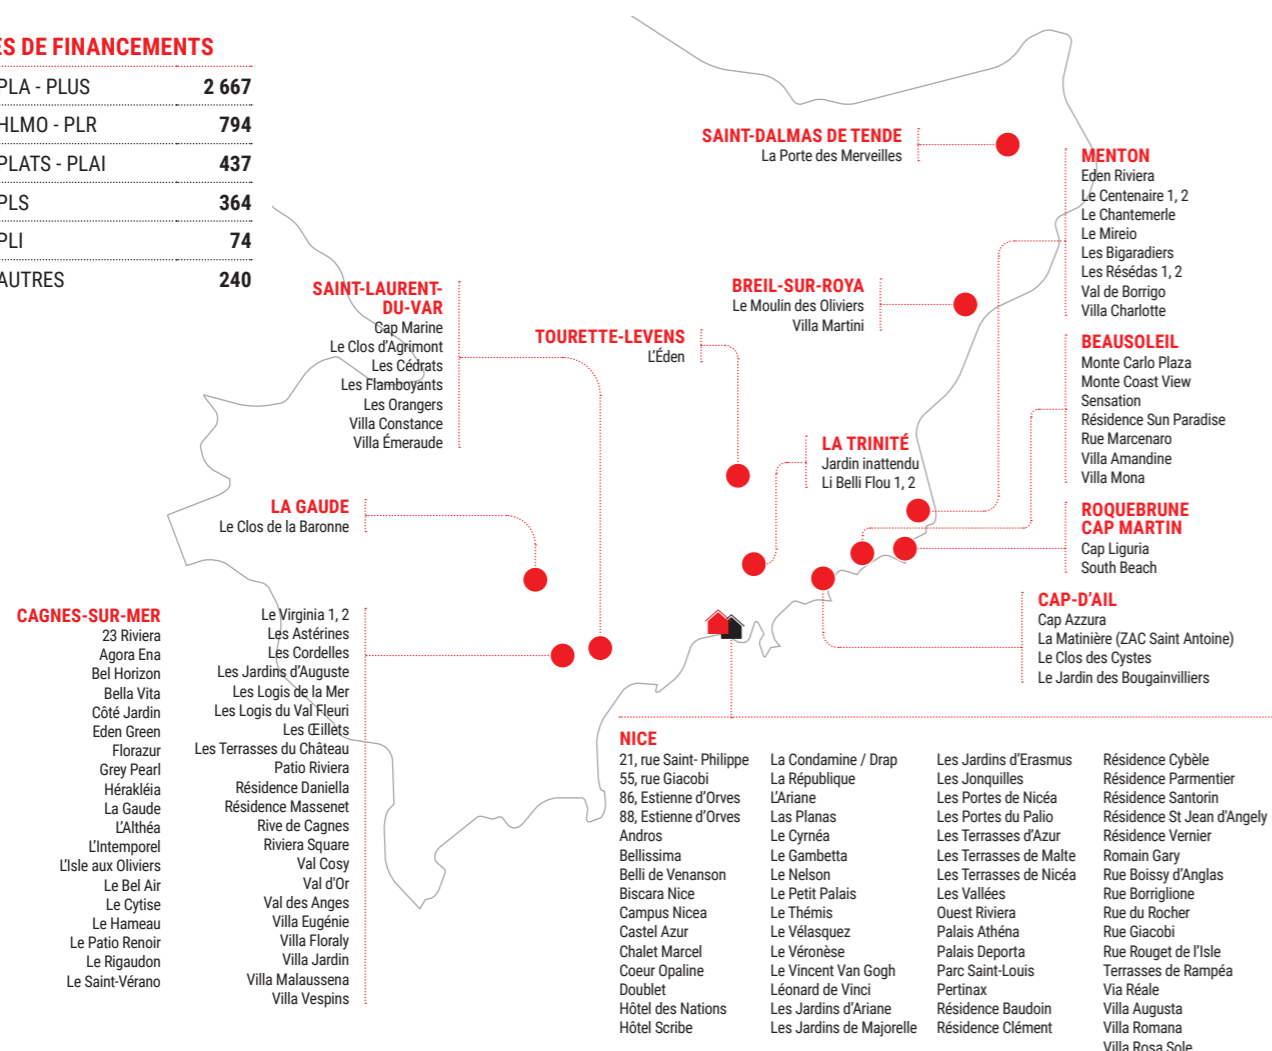 ES DE FINANCEMENTS
PLA - PLUS 2 667
HLMO - PLR 794
PLATS - PLAI 437
PLS 364
PLI 74
AUTRES 240
SAINT-DALMAS DE TENDE
La Porte des Merveilles
MENTON
Eden Riviera
Le Centenaire 1, 2
Le Chantemerle
Le Mireio
Les Bigaradiers
Les Résédas 1, 2
Val de Borrigo
Villa Charlotte
SAINT-LAURENT-
DU-VAR
Cap Marine
Le Clos d'Agrimont
Les Cédrats
Les Flamboyants
Les Orangers
Villa Constance
Villa Émeraude
TOURETTE-LEVENS
L'Éden
BREIL-SUR-ROYA
Le Moulin des Oliviers
Villa Martini
BEAUSOLEIL
Monte Carlo Plaza
Monte Coast View
Sensation
Résidence Sun Paradise
Rue Marcenaro
Villa Amandine
Villa Mona
LA TRINITÉ
Jardin inattendu
Li Belli Flou 1, 2
LA GAUDE
Le Clos de la Baronne
ROQUEBRUNE
CAP MARTIN
Cap Liguria
South Beach
CAP-D'AIL
Cap Azzura
La Matinière (ZAC Saint Antoine)
Le Clos des Cystes
Le Jardin des Bougainvilliers
CAGNES-SUR-MER
23 Riviera
Agora Ena
Bel Horizon
Bella Vita
Côté Jardin
Eden Green
Florazur
Grey Pearl
Hérakléia
La Gaude
L'Althéa
L'Intemporel
L'Isle aux Oliviers
Le Bel Air
Le Cytise
Le Hameau
Le Patio Renoir
Le Rigaudon
Le Saint-Vérano
Le Virginia 1, 2
Les Astérines
Les Cordelles
Les Jardins d'Auguste
Les Logis de la Mer
Les Logis du Val Fleuri
Les Œillets
Les Terrasses du Château
Patio Riviera
Résidence Daniella
Résidence Massenet
Rive de Cagnes
Riviera Square
Val Cosy
Val d'Or
Val des Anges
Villa Eugénie
Villa Floraly
Villa Jardin
Villa Malaussena
Villa Vespins
NICE
21, rue Saint- Philippe
55, rue Giacobi
86, Estienne d'Orves
88, Estienne d'Orves
Andros
Bellissima
Belli de Venanson
Biscara Nice
Campus Nicea
Castel Azur
Chalet Marcel
Coeur Opaline
Doublet
Hôtel des Nations
Hôtel Scribe
La Condamine / Drap
La République
L'Ariane
Las Planas
Le Cyrnéa
Le Gambetta
Le Nelson
Le Petit Palais
Le Thémis
Le Vélasquez
Le Véronèse
Le Vincent Van Gogh
Léonard de Vinci
Les Jardins d'Ariane
Les Jardins de Majorelle
Les Jardins d'Erasmus
Les Jonquilles
Les Portes de Nicéa
Les Portes du Palio
Les Terrasses d'Azur
Les Terrasses de Malte
Les Terrasses de Nicéa
Les Vallées
Ouest Riviera
Palais Athéna
Palais Deporta
Parc Saint-Louis
Pertinax
Résidence Baudoin
Résidence Clément
Résidence Cybèle
Résidence Parmentier
Résidence Santorin
Résidence St Jean d'Angely
Résidence Vernier
Romain Gary
Rue Boissy d'Anglas
Rue Borriglione
Rue du Rocher
Rue Giacobi
Rue Rouget de l'Isle
Terrasses de Rampéa
Via Réale
Villa Augusta
Villa Romana
Villa Rosa Sole